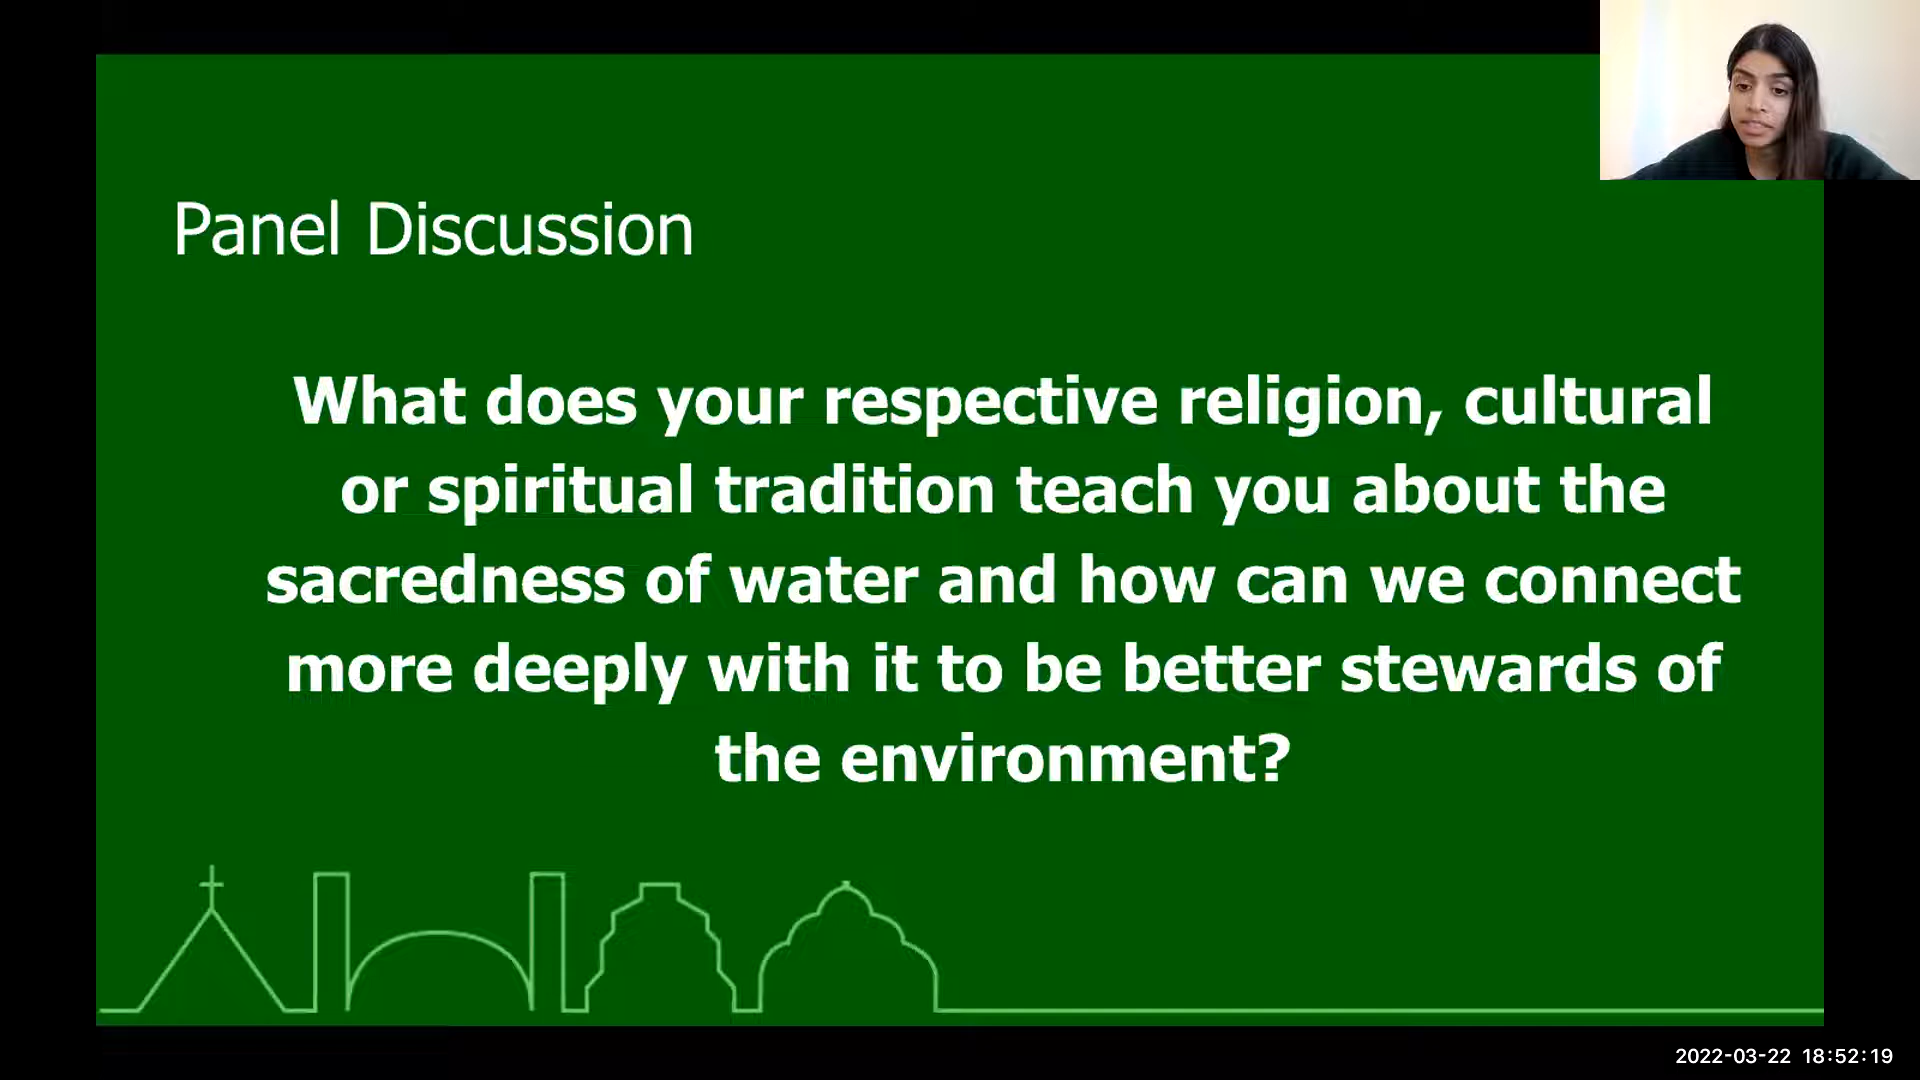 Panel Discussion
What does your respective religion, cultural
or spiritual tradition teach you about the
sacredness of water and how can we connect
more deeply with it to be better stewards of
the environment?
2022-03-22 18:52:19